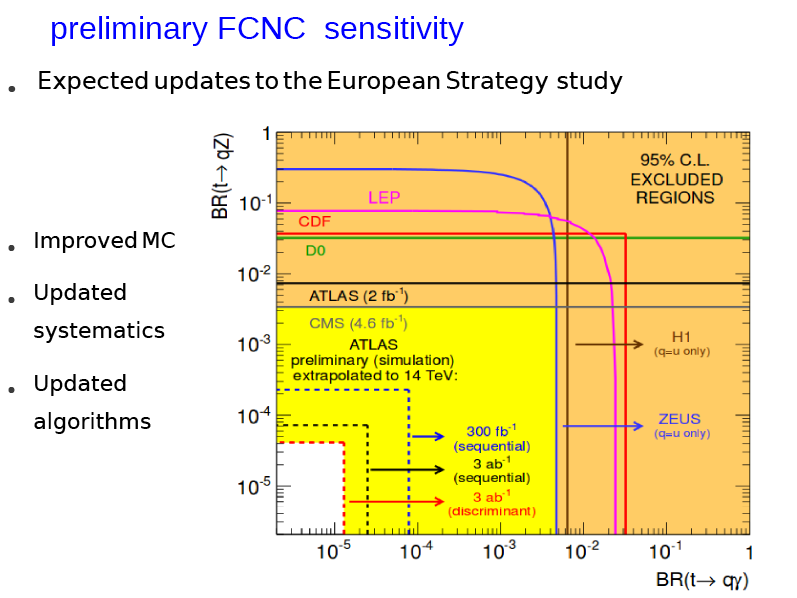 preliminary FCNC sensitivity
• Expected updates to the European Strategy study
• Improved MC
• Updated
systematics
• Updated
algorithms
BR(t→ qZ)
1
10⁻¹
10⁻²
10⁻³
10⁻⁴
10⁻⁵
95% C.L.
EXCLUDED
REGIONS
LEP
CDF
D0
ATLAS (2 fb⁻¹)
CMS (4.6 fb⁻¹)
ATLAS
preliminary (simulation)
extrapolated to 14 TeV:
H1
(q=u only)
ZEUS
(q=u only)
300 fb⁻¹
(sequential)
3 ab⁻¹
(sequential)
3 ab⁻¹
(discriminant)
10⁻⁵ 10⁻⁴ 10⁻³ 10⁻² 10⁻¹ 1
BR(t→ qγ)